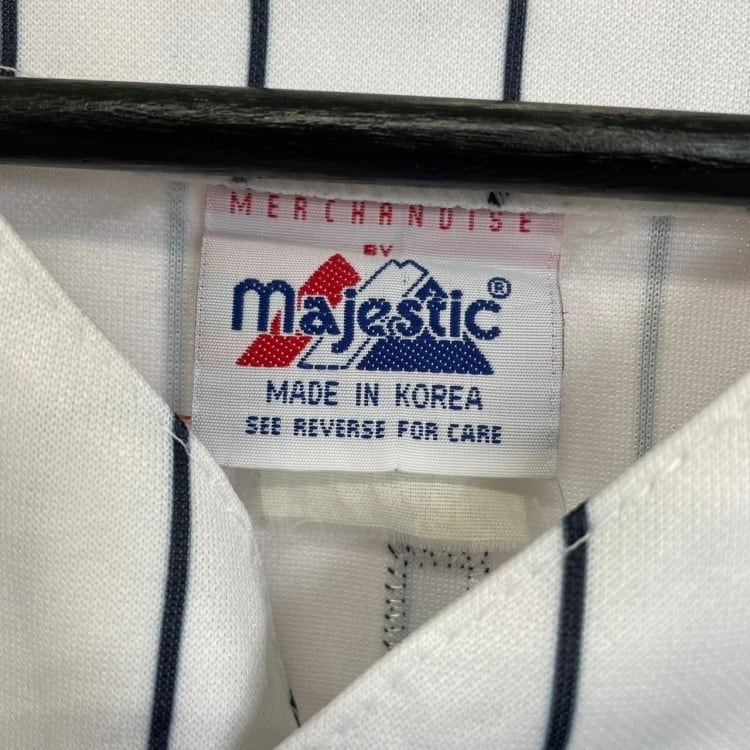 MERCHANDISE
BY
Majestic®
MADE IN KOREA
SEE REVERSE FOR CARE